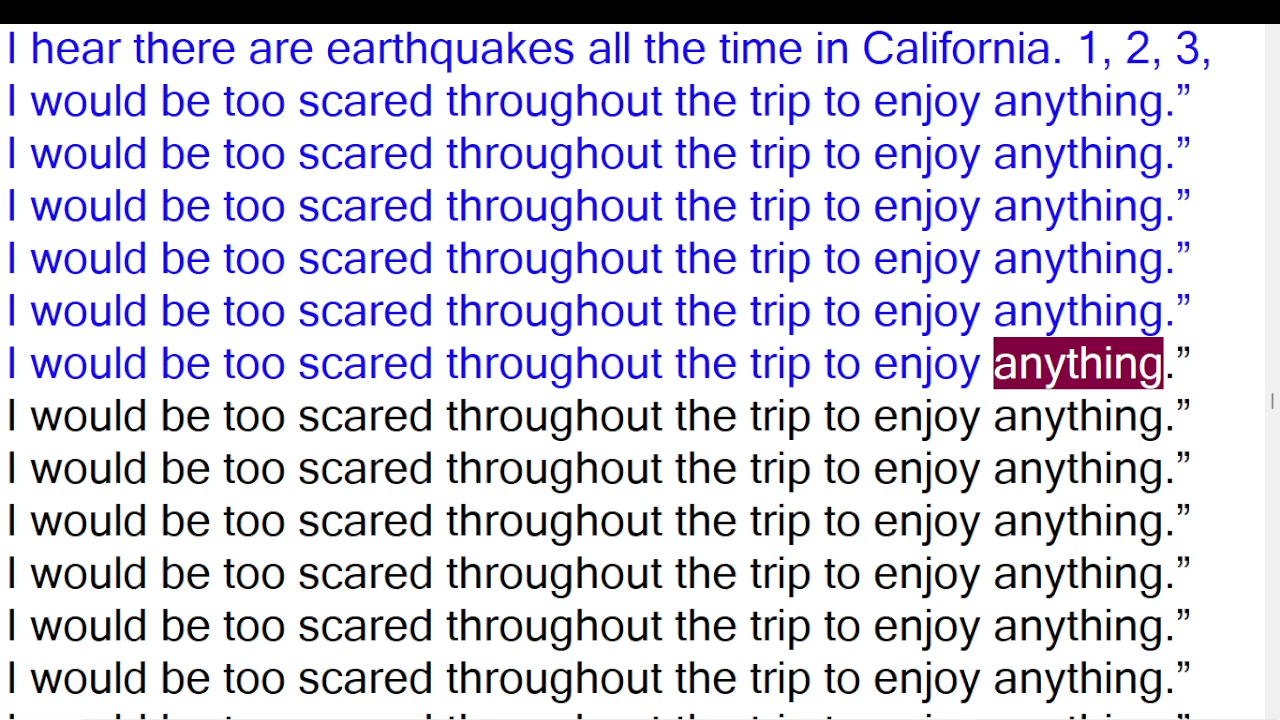 I hear there are earthquakes all the time in California. 1, 2, 3,
I would be too scared throughout the trip to enjoy anything.”
I would be too scared throughout the trip to enjoy anything.”
I would be too scared throughout the trip to enjoy anything.”
I would be too scared throughout the trip to enjoy anything.”
I would be too scared throughout the trip to enjoy anything.”
I would be too scared throughout the trip to enjoy anything.”
I would be too scared throughout the trip to enjoy anything.”
I would be too scared throughout the trip to enjoy anything.”
I would be too scared throughout the trip to enjoy anything.”
I would be too scared throughout the trip to enjoy anything.”
I would be too scared throughout the trip to enjoy anything.”
I would be too scared throughout the trip to enjoy anything.”